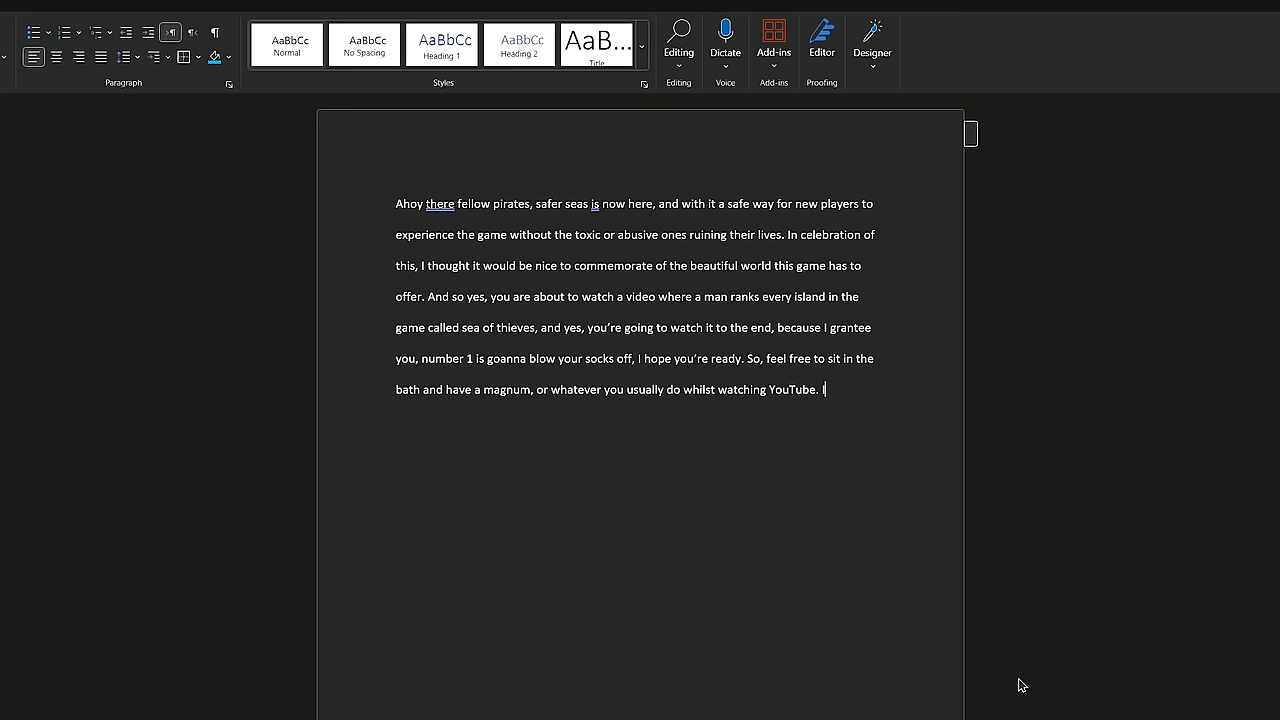 AaBbCc AaBbCc AaBbCc AaBbCc AaB...
Normal No Spacing Heading 1 Heading 2 Title
Editing Dictate Add-ins Editor Designer
Paragraph Styles Editing Voice Add-ins Proofing
Ahoy there fellow pirates, safer seas is now here, and with it a safe way for new players to
experience the game without the toxic or abusive ones ruining their lives. In celebration of
this, I thought it would be nice to commemorate of the beautiful world this game has to
offer. And so yes, you are about to watch a video where a man ranks every island in the
game called sea of thieves, and yes, you're going to watch it to the end, because I grantee
you, number 1 is goanna blow your socks off, I hope you're ready. So, feel free to sit in the
bath and have a magnum, or whatever you usually do whilst watching YouTube. I